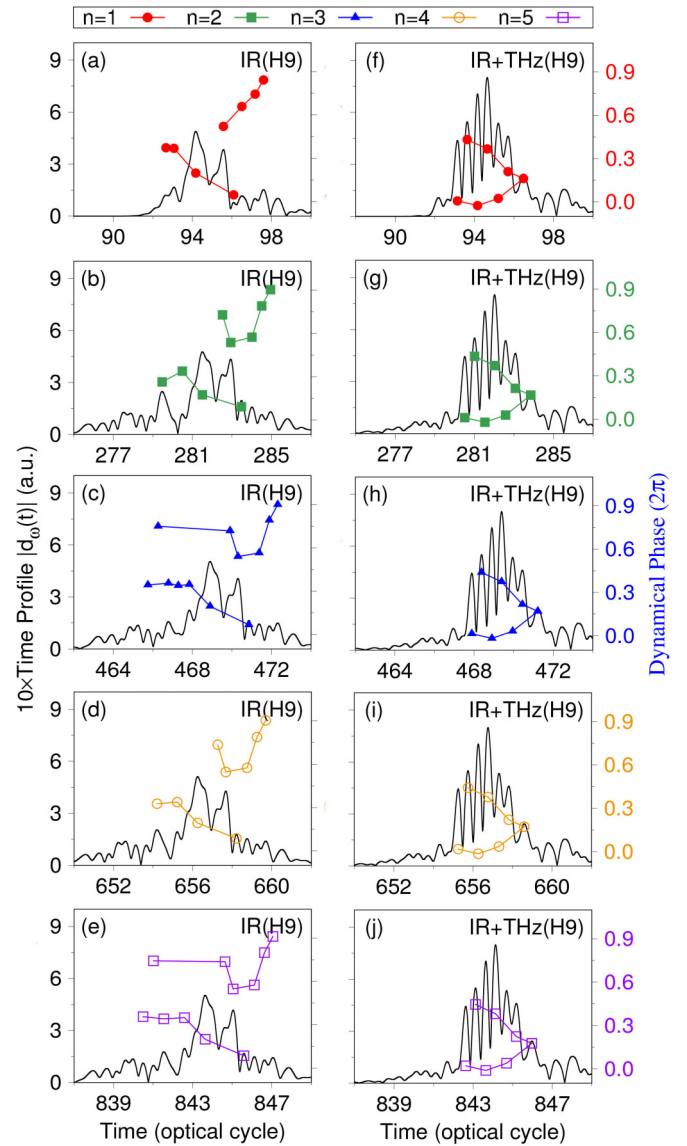 n=1 n=2 n=3 n=4 n=5
(a) IR(H9)
9
6
3
0
90 94 98
(f) IR+THz(H9)
0.9
0.6
0.3
0.0
90 94 98
(b) IR(H9)
9
6
3
0
277 281 285
(g) IR+THz(H9)
0.9
0.6
0.3
0.0
277 281 285
(c) IR(H9)
9
6
3
0
464 468 472
(h) IR+THz(H9)
0.9
0.6
0.3
0.0
464 468 472
(d) IR(H9)
9
6
3
0
652 656 660
(i) IR+THz(H9)
0.9
0.6
0.3
0.0
652 656 660
(e) IR(H9)
9
6
3
0
839 843 847
(j) IR+THz(H9)
0.9
0.6
0.3
0.0
839 843 847
10×Time Profile |dω(t)| (a.u.)
Dynamical Phase (2π)
Time (optical cycle) Time (optical cycle)